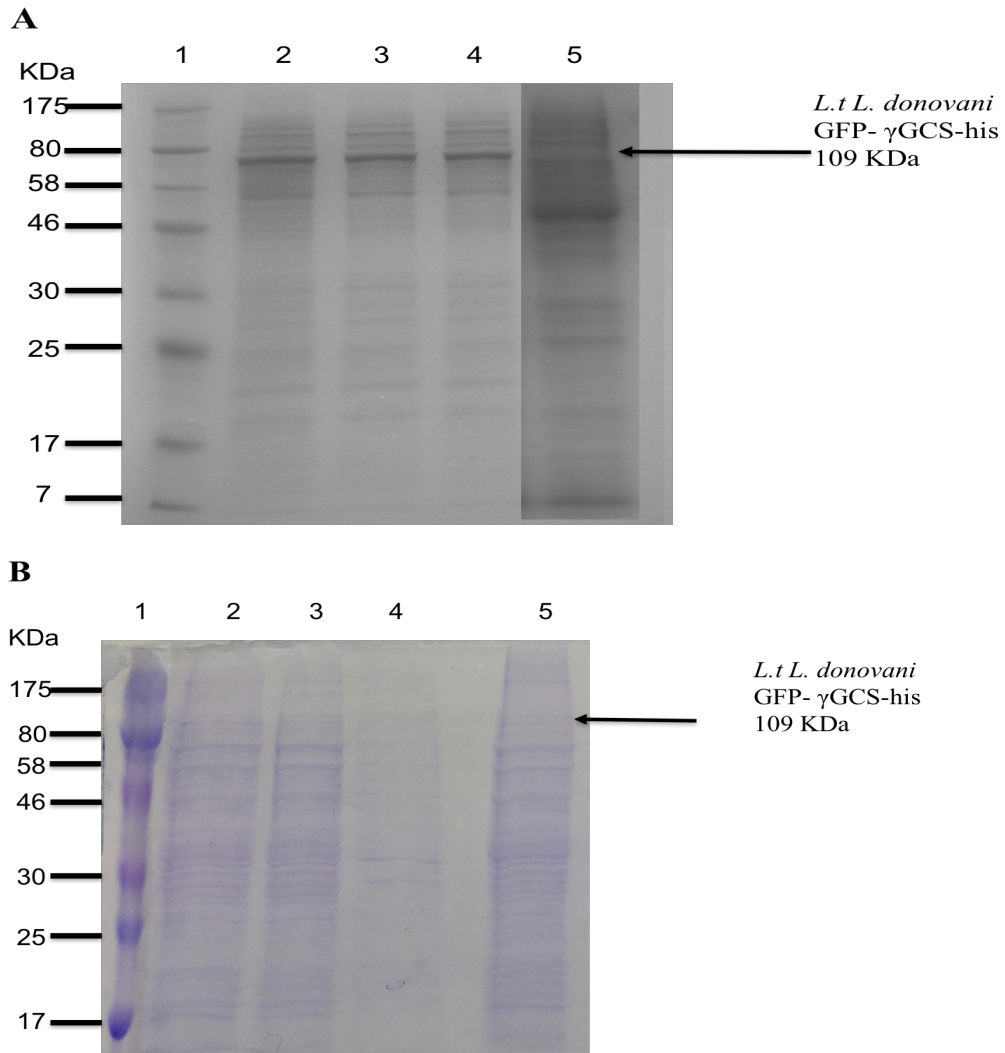 A
KDa
1 2 3 4 5
175
80
58
46
30
25
17
7
L.t L. donovani
GFP- γGCS-his
109 KDa
B
KDa
1 2 3 4 5
175
80
58
46
30
25
17
L.t L. donovani
GFP- γGCS-his
109 KDa